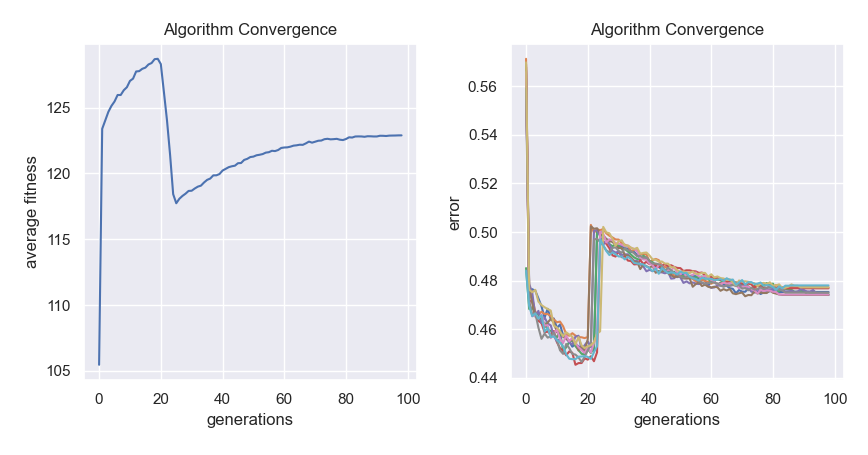 Algorithm Convergence
average fitness
125
120
115
110
105
0 20 40 60 80 100
generations
Algorithm Convergence
error
0.56
0.54
0.52
0.50
0.48
0.46
0.44
0 20 40 60 80 100
generations